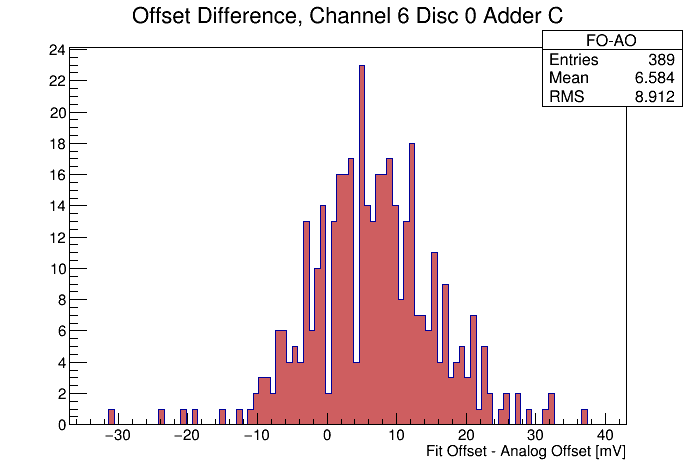 Offset Difference, Channel 6 Disc 0 Adder C
FO-AO
Entries 389
Mean 6.584
RMS 8.912
24
22
20
18
16
14
12
10
8
6
4
2
0
−30 −20 −10 0 10 20 30 40
Fit Offset - Analog Offset [mV]